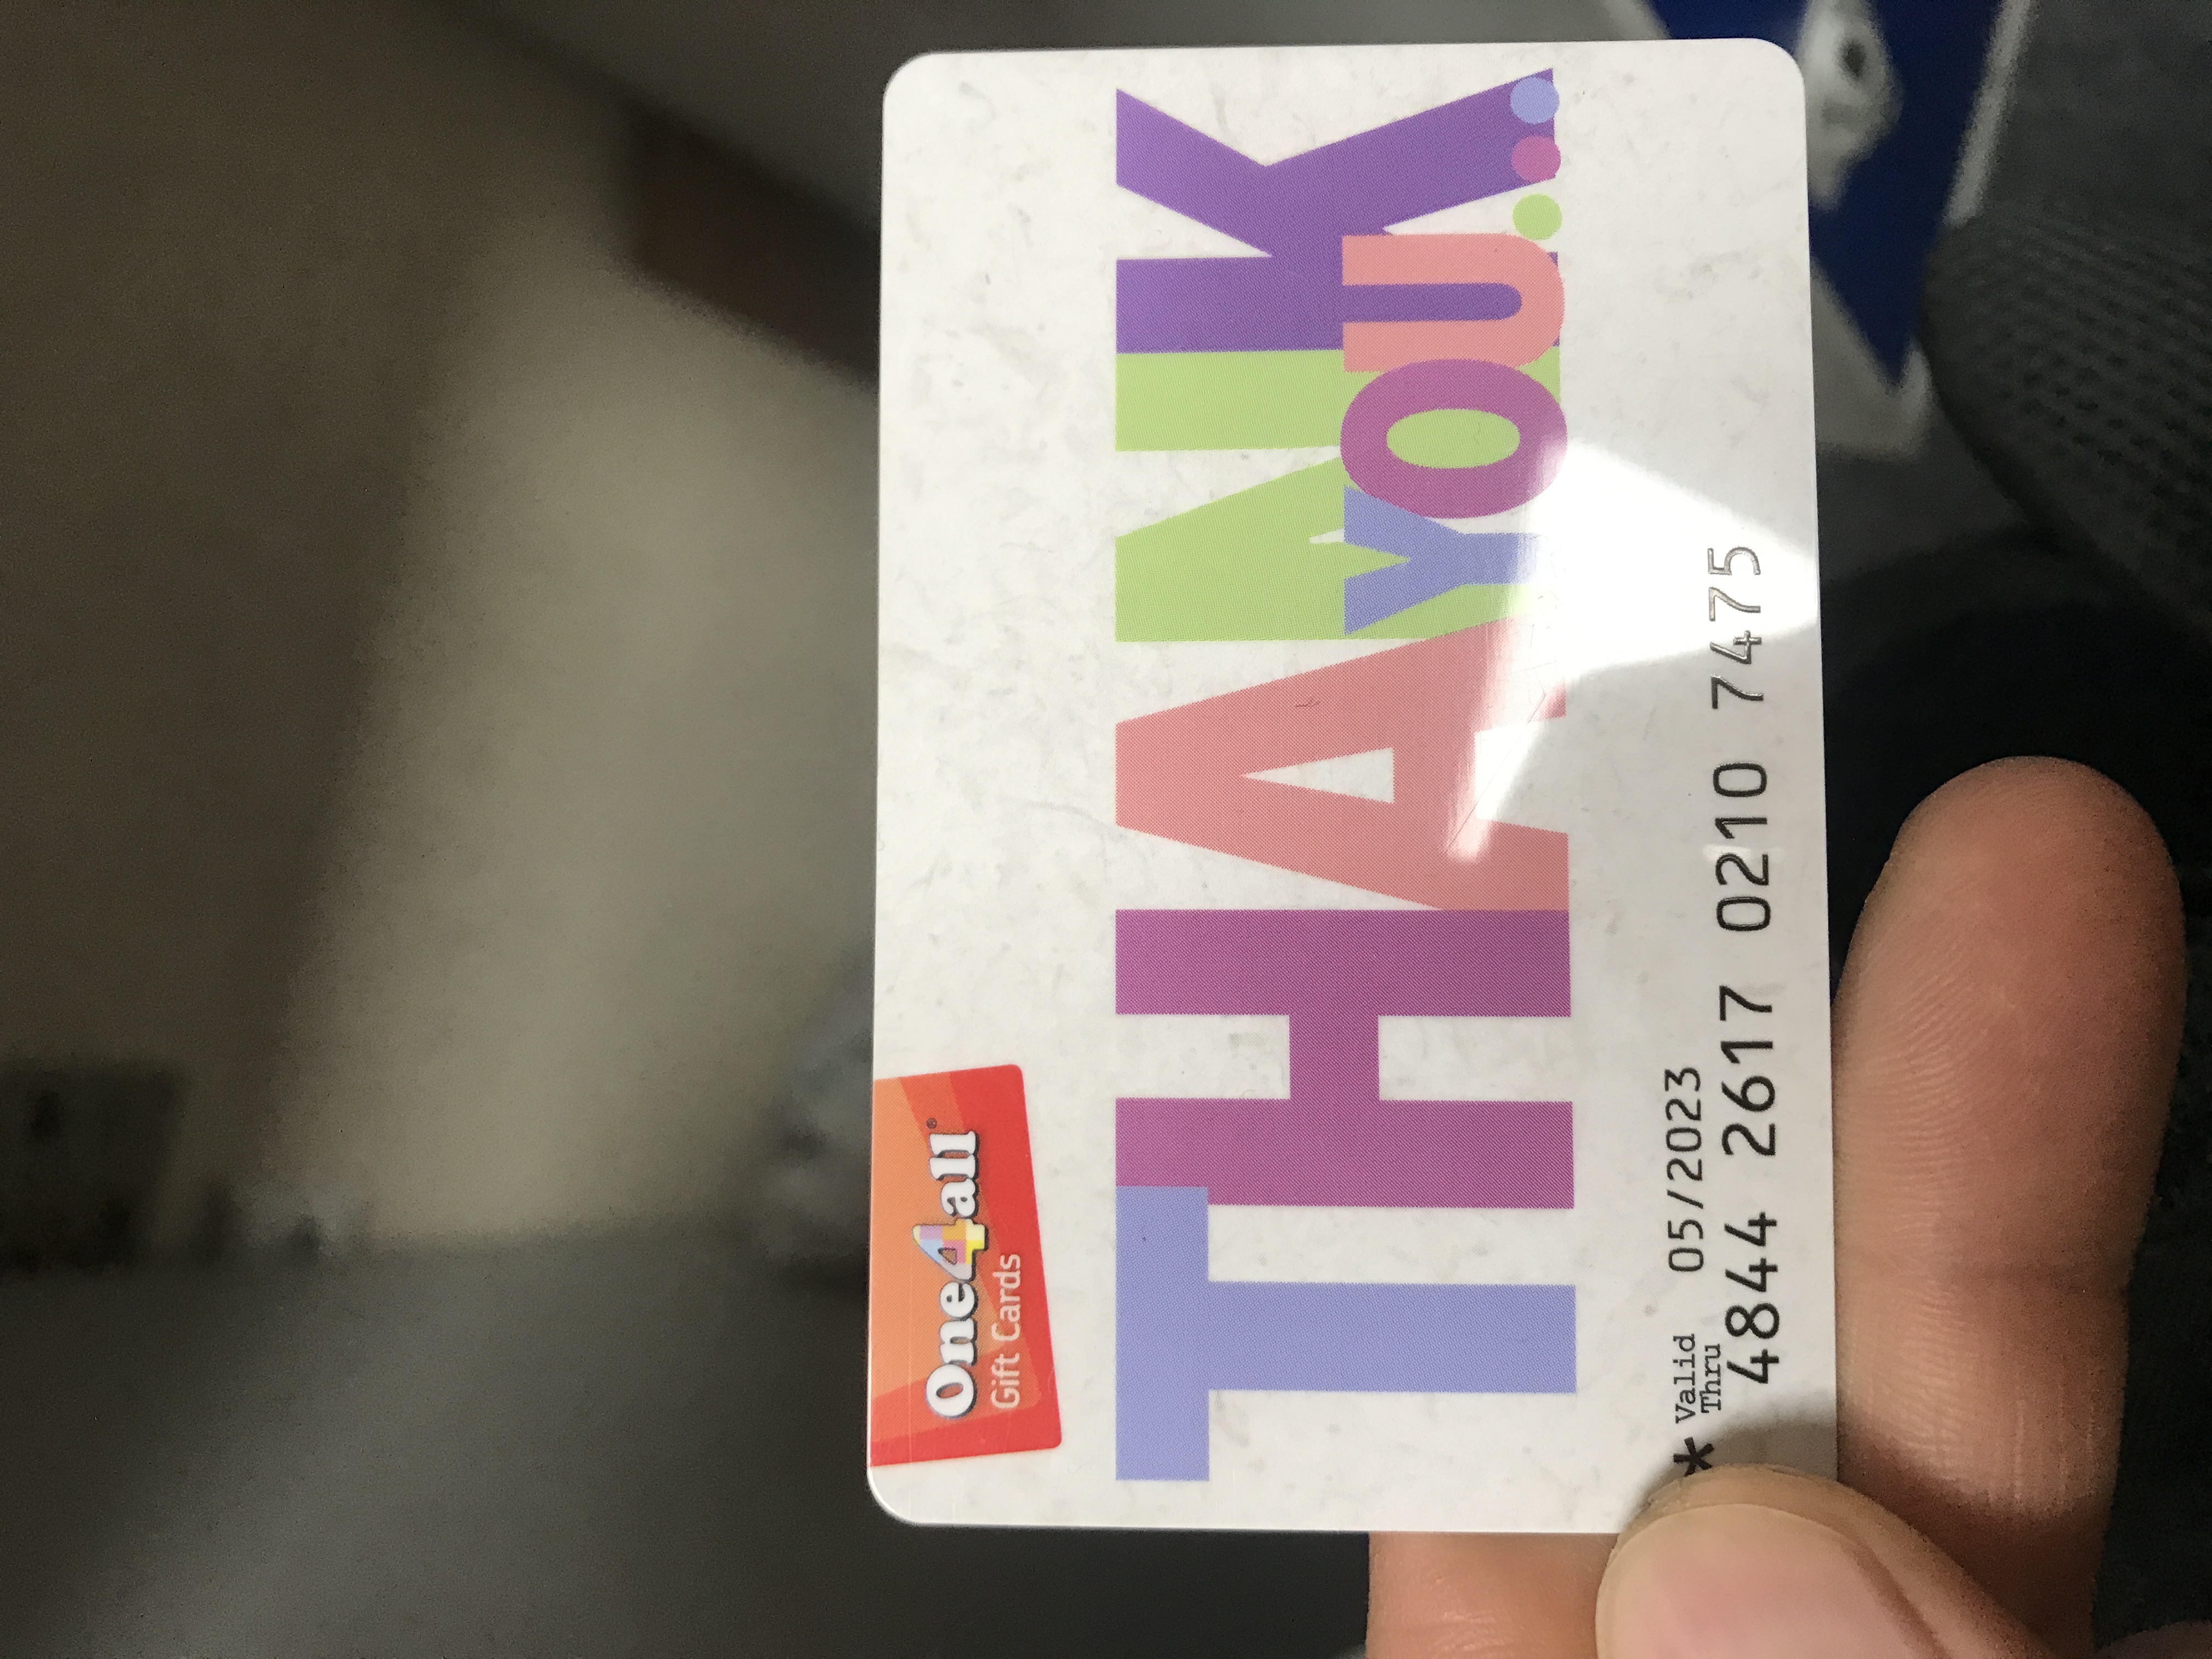 One4all
Gift Cards
THANK
YOU...
* Valid Thru 05/2023
4844 2617 0210 7475